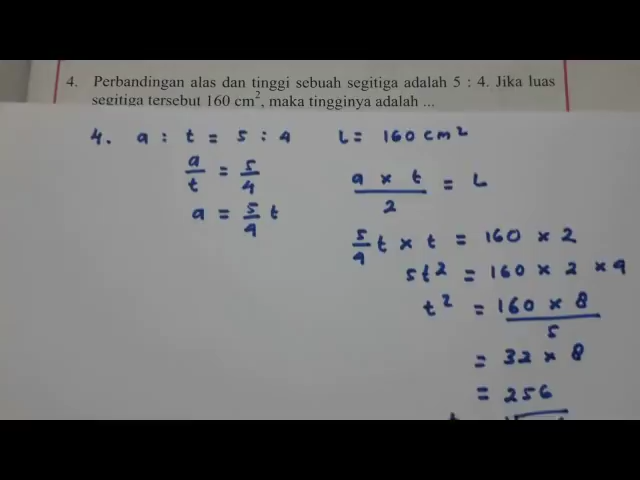 4. Perbandingan alas dan tinggi sebuah segitiga adalah 5 : 4. Jika luas
segitiga tersebut 160 cm², maka tingginya adalah ...
4. a : t = 5 : 4
a/t = 5/4
a = 5/4 t
L = 160 cm²
a x t / 2 = L
5/4 t x t = 160 x 2
5t² = 160 x 2 x 4
t² = 160 x 8 / 5
= 32 x 8
= 256